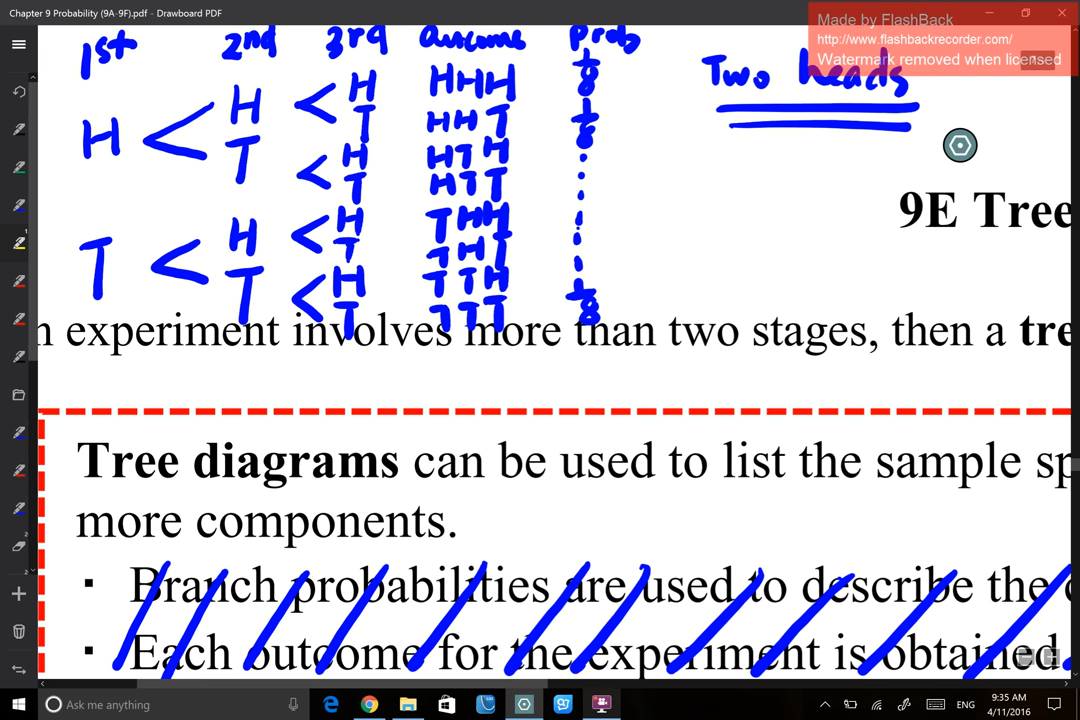 Chapter 9 Probability (9A-9F).pdf - Drawboard PDF
Made by FlashBack
http://www.flashbackrecorder.com/
Watermark removed when licensed
1st 2nd 3rd outcome Prob
Two heads
H H H HHH 1/8
T T HHT 1/8
H HTH
T HTT
T H H THH
T T THT
H TTH
T TTT 1/8
9E Tree
n experiment involves more than two stages, then a tre
Tree diagrams can be used to list the sample sp
more components.
▪ Branch probabilities are used to describe the
▪ Each outcome for the experiment is obtained
Ask me anything
ENG
9:35 AM
4/11/2016